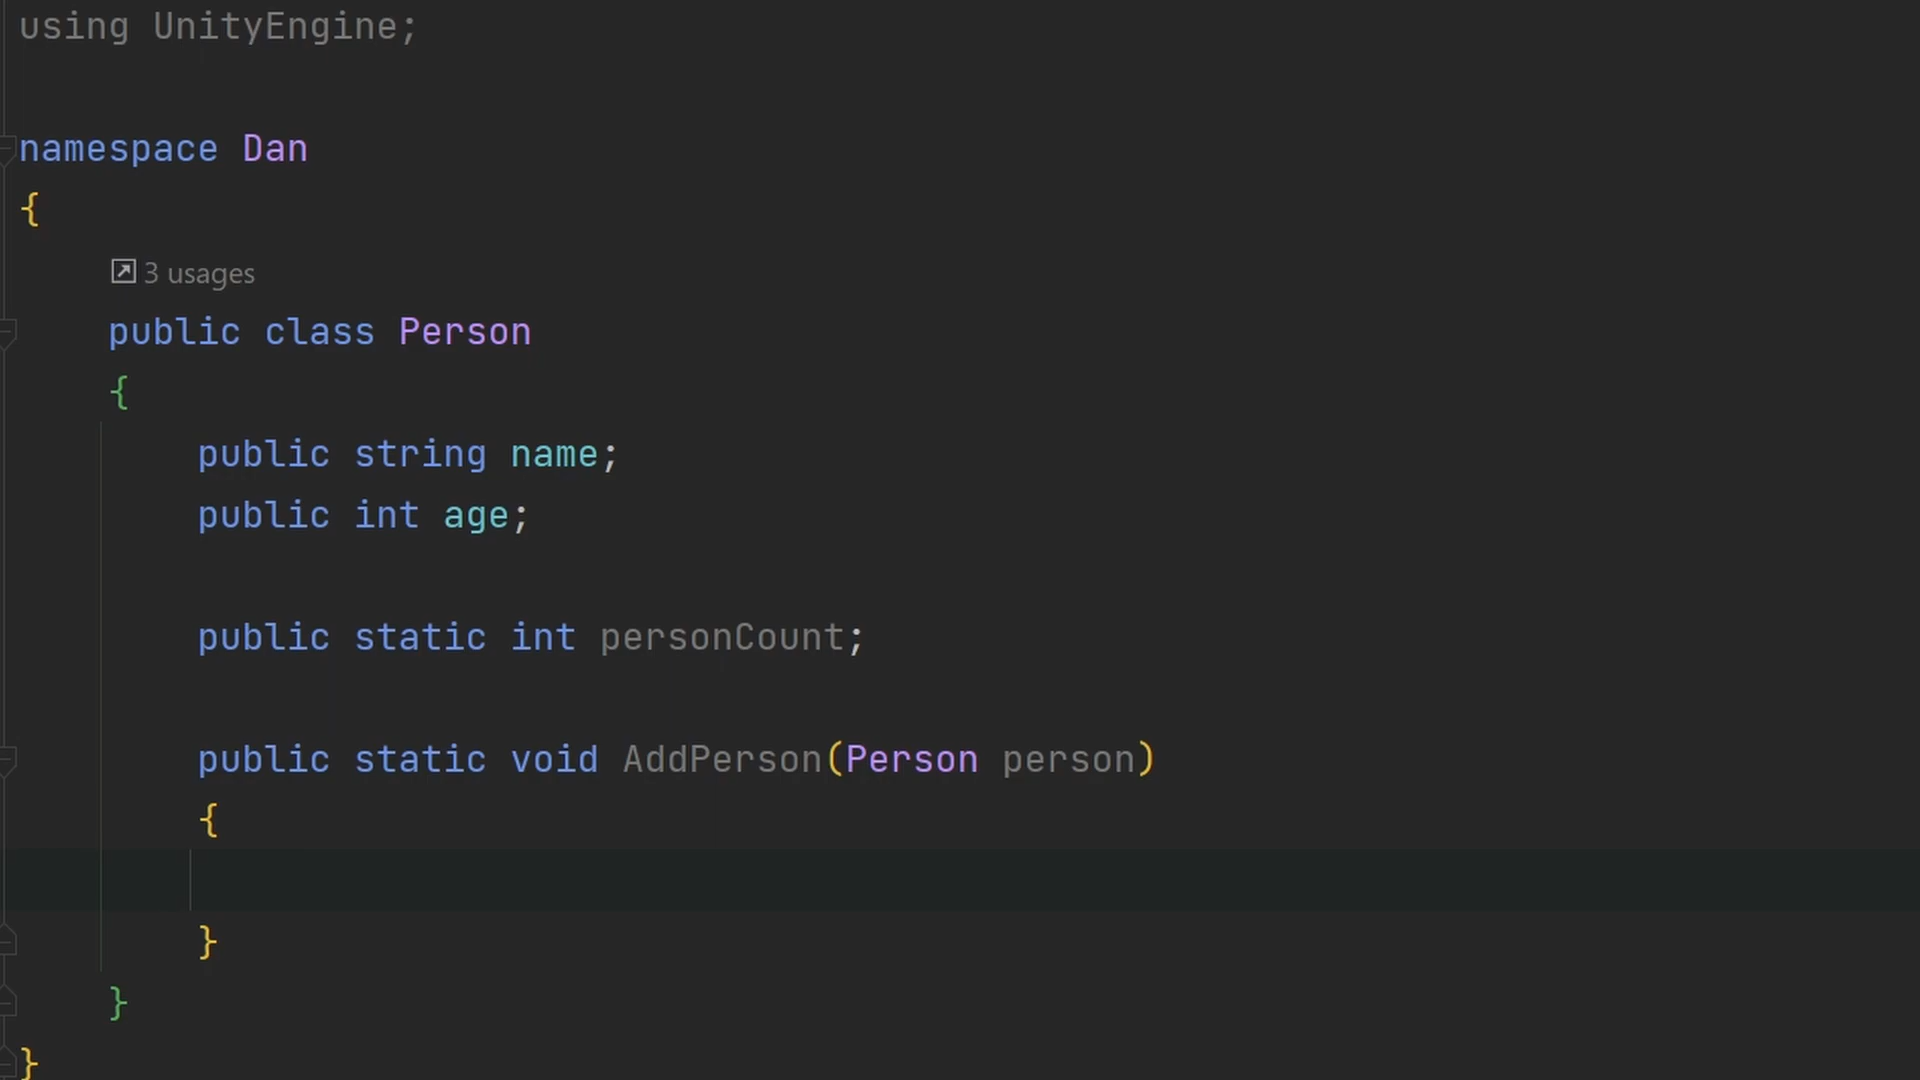 using UnityEngine;
namespace Dan
{
3 usages
public class Person
{
public string name;
public int age;
public static int personCount;
public static void AddPerson(Person person)
{
}
}
}